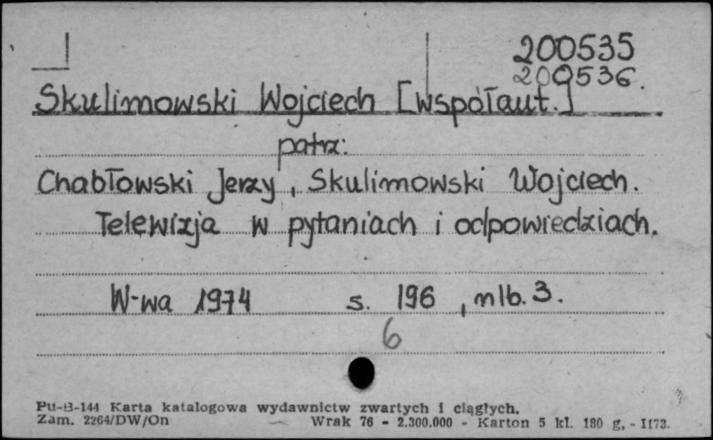 200535
200536.
Skulimowski Wojciech [współaut.]
patrz:
Chabłowski Jerzy, Skulimowski Wojciech.
Telewizja w pytaniach i odpowiedziach.
W-wa 1974 s. 196, nlb. 3.
6
Pu-B-144 Karta katalogowa wydawnictw zwartych i ciągłych.
Zam. 2264/DW/On Wrak 76 - 2.300.000 - Karton 5 kl. 180 g. - 1173.